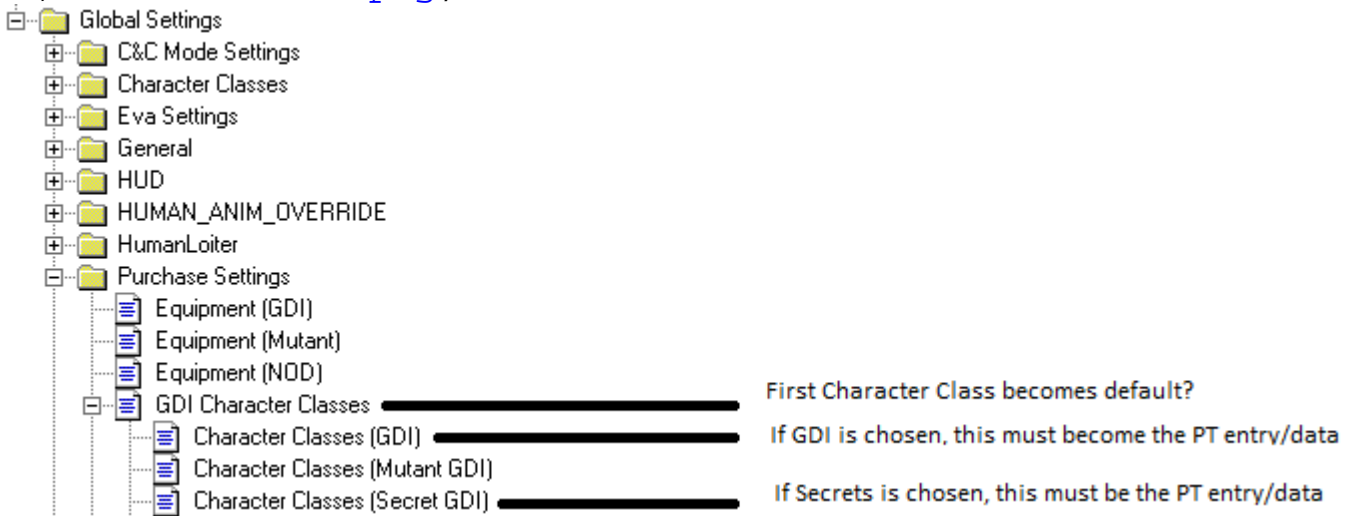 Global Settings
C&C Mode Settings
Character Classes
Eva Settings
General
HUD
HUMAN_ANIM_OVERRIDE
HumanLoiter
Purchase Settings
Equipment (GDI)
Equipment (Mutant)
Equipment (NOD)
GDI Character Classes First Character Class becomes default?
Character Classes (GDI) If GDI is chosen, this must become the PT entry/data
Character Classes (Mutant GDI)
Character Classes (Secret GDI) If Secrets is chosen, this must be the PT entry/data